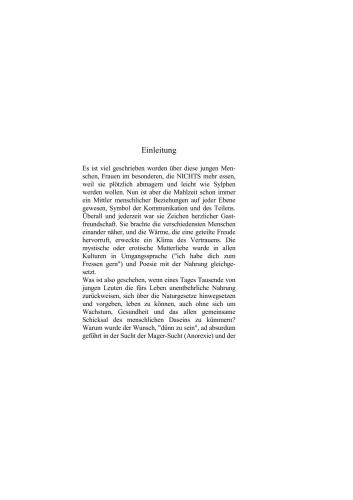 Einleitung
Es ist viel geschrieben worden über diese jungen Men-
schen, Frauen im besonderen, die NICHTS mehr essen,
weil sie plötzlich abmagern und leicht wie Sylphen
werden wollen. Nun ist aber die Mahlzeit schon immer
ein Mittler menschlicher Beziehungen auf jeder Ebene
gewesen, Symbol der Kommunikation und des Teilens.
Überall und jederzeit war sie Zeichen herzlicher Gast-
freundschaft. Sie brachte die verschiedensten Menschen
einander näher, und die Wärme, die eine geteilte Freude
hervorruft, erweckte ein Klima des Vertrauens. Die
mystische oder erotische Mutterliebe wurde in allen
Kulturen in Umgangssprache ("ich habe dich zum
Fressen gern") und Poesie mit der Nahrung gleichge-
setzt.
Was ist also geschehen, wenn eines Tages Tausende von
jungen Leuten die fürs Leben unentbehrliche Nahrung
zurückweisen, sich über die Naturgesetze hinwegsetzen
und vorgeben, leben zu können, auch ohne sich um
Wachstum, Gesundheit und das allen gemeinsame
Schicksal des menschlichen Daseins zu kümmern?
Warum wurde der Wunsch, "dünn zu sein", ad absurdum
geführt in der Sucht der Mager-Sucht (Anorexie) und der